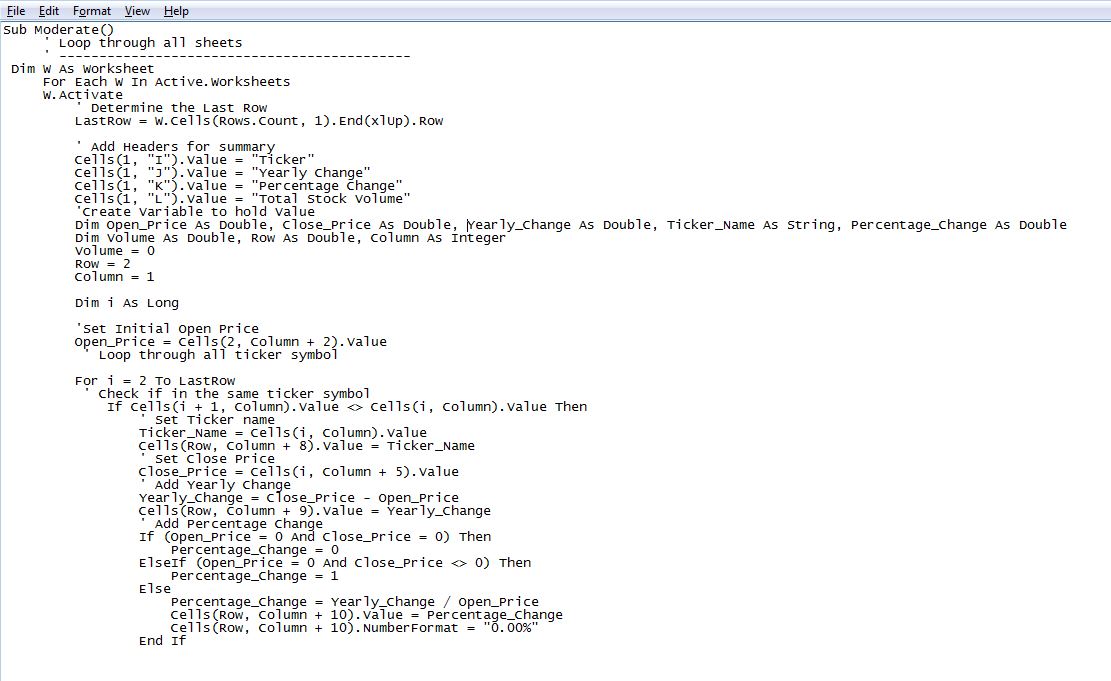 File Edit Format View Help
Sub Moderate()
' Loop through all sheets
' --------------------------------------------
Dim W As Worksheet
For Each W In Active.Worksheets
W.Activate
' Determine the Last Row
LastRow = W.Cells(Rows.Count, 1).End(xlUp).Row
' Add Headers for summary
Cells(1, "I").Value = "Ticker"
Cells(1, "J").Value = "Yearly Change"
Cells(1, "K").Value = "Percentage Change"
Cells(1, "L").Value = "Total Stock Volume"
'Create Variable to hold Value
Dim Open_Price As Double, Close_Price As Double, Yearly_Change As Double, Ticker_Name As String, Percentage_Change As Double
Dim Volume As Double, Row As Double, Column As Integer
Volume = 0
Row = 2
Column = 1
Dim i As Long
'Set Initial Open Price
Open_Price = Cells(2, Column + 2).Value
' Loop through all ticker symbol
For i = 2 To LastRow
' Check if in the same ticker symbol
If Cells(i + 1, Column).Value <> Cells(i, Column).Value Then
' Set Ticker name
Ticker_Name = Cells(i, Column).Value
Cells(Row, Column + 8).Value = Ticker_Name
' Set Close Price
Close_Price = Cells(i, Column + 5).Value
' Add Yearly Change
Yearly_Change = Close_Price - Open_Price
Cells(Row, Column + 9).Value = Yearly_Change
' Add Percentage Change
If (Open_Price = 0 And Close_Price = 0) Then
Percentage_Change = 0
ElseIf (Open_Price = 0 And Close_Price <> 0) Then
Percentage_Change = 1
Else
Percentage_Change = Yearly_Change / Open_Price
Cells(Row, Column + 10).Value = Percentage_Change
Cells(Row, Column + 10).NumberFormat = "0.00%"
End If